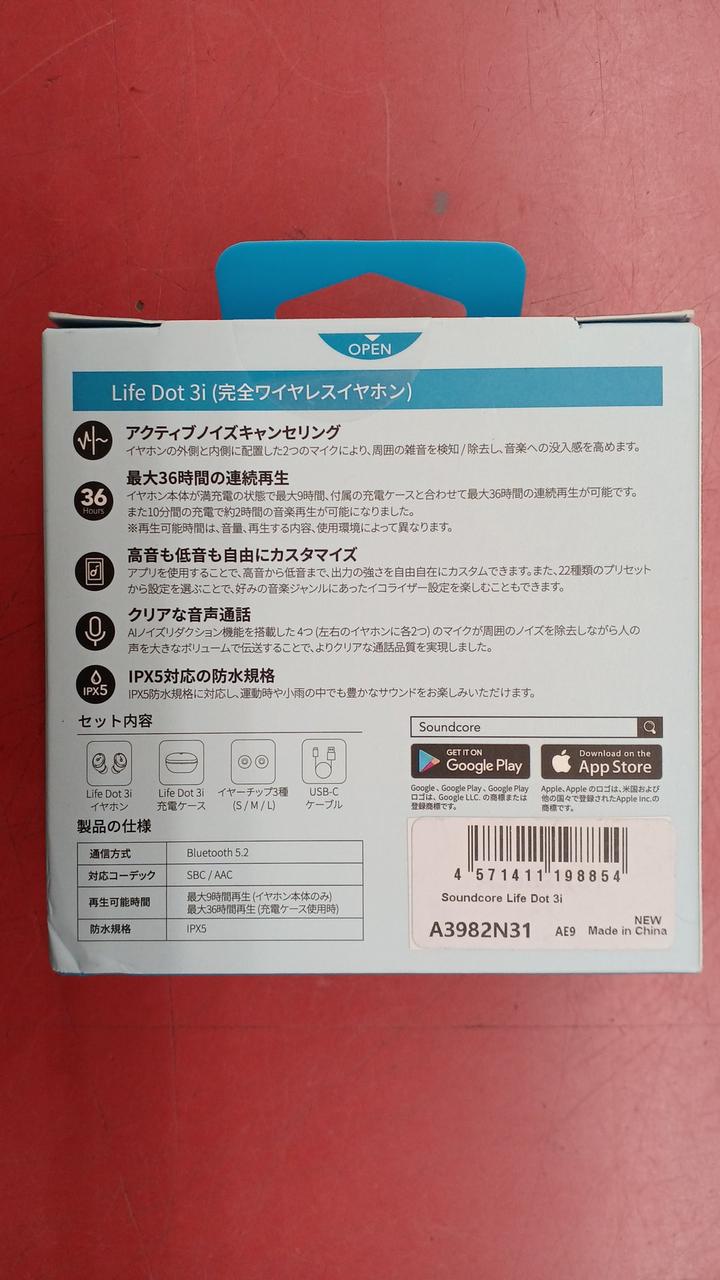 OPEN
Life Dot 3i (完全ワイヤレスイヤホン)
アクティブノイズキャンセリング
イヤホンの外側と内側に配置した2つのマイクにより、周囲の雑音を検知 / 除去し、音楽への没入感を高めます。
36
Hours
最大36時間の連続再生
イヤホン本体が満充電の状態で最大9時間、付属の充電ケースと合わせて最大36時間の連続再生が可能です。
また10分間の充電で約2時間の音楽再生が可能になりました。
※再生可能時間は、音量、再生する内容、使用環境によって異なります。
高音も低音も自由にカスタマイズ
アプリを使用することで、高音から低音まで、出力の強さを自由自在にカスタムできます。また、22種類のプリセット
から設定を選ぶことで、好みの音楽ジャンルにあったイコライザー設定を楽しむこともできます。
クリアな音声通話
AIノイズリダクション機能を搭載した 4つ (左右のイヤホンに各2つ) のマイクが周囲のノイズを除去しながら人の
声を大きなボリュームで伝送することで、よりクリアな通話品質を実現しました。
IPX5
IPX5対応の防水規格
IPX5防水規格に対応し、運動時や小雨の中でも豊かなサウンドをお楽しみいただけます。
セット内容
Life Dot 3i
イヤホン
Life Dot 3i
充電ケース
イヤーチップ3種
(S / M / L)
USB-C
ケーブル
Soundcore
GET IT ON
Google Play
Download on the
App Store
Google 、Google Play 、Google Play
ロゴは、Google LLC. の商標または
登録商標です。
Apple、Apple のロゴは、米国および
他の国々で登録されたApple Inc.の
商標です。
製品の仕様
通信方式 Bluetooth 5.2
対応コーデック SBC / AAC
再生可能時間 最大9時間再生 (イヤホン本体のみ)
最大36時間再生 (充電ケース使用時)
防水規格 IPX5
4 571411 198854
Soundcore Life Dot 3i
NEW
A3982N31 AE9 Made in China